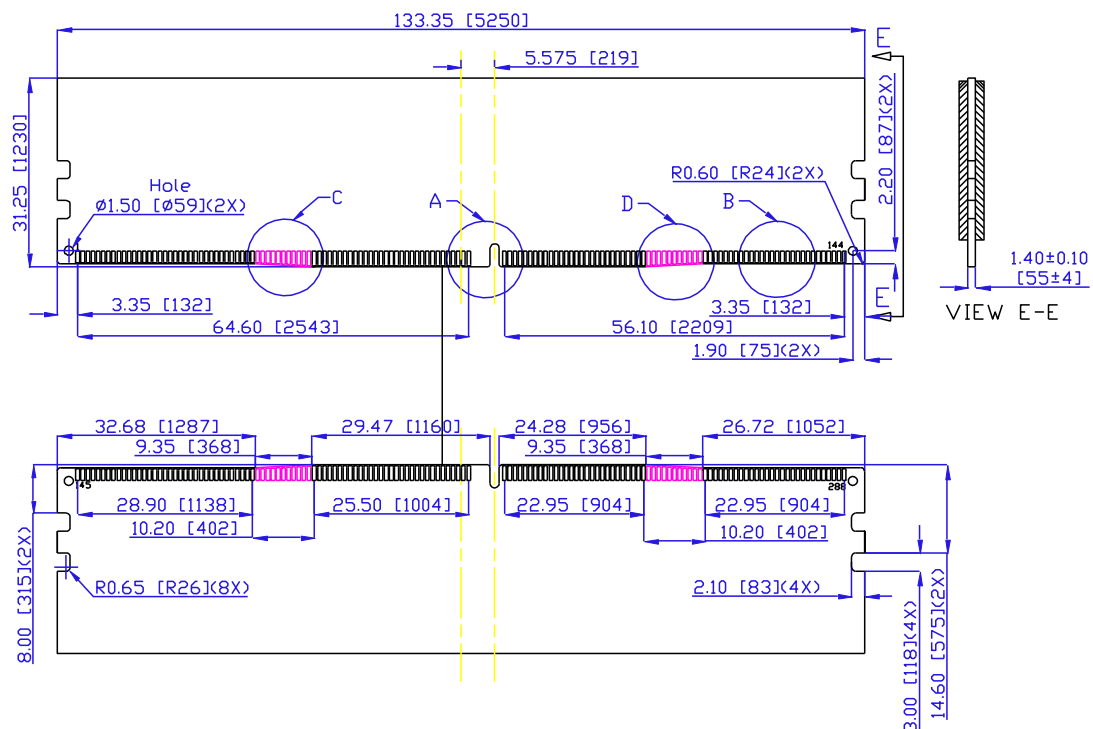 133.35 [5250]
E
5.575 [219]
31.25 [1230]
2.20 [87](2X)
Hole
Ø1.50 [Ø59](2X)
C
A
D
B
R0.60 [R24](2X)
144
1.40±0.10
[55±4]
VIEW E-E
E
3.35 [132]
3.35 [132]
64.60 [2543]
56.10 [2209]
1.90 [75](2X)
32.68 [1287]
29.47 [1160]
24.28 [956]
26.72 [1052]
9.35 [368]
9.35 [368]
145
288
28.90 [1138]
25.50 [1004]
22.95 [904]
22.95 [904]
10.20 [402]
10.20 [402]
8.00 [315](2X)
R0.65 [R26](8X)
2.10 [83](4X)
3.00 [118](4X)
14.60 [575](2X)